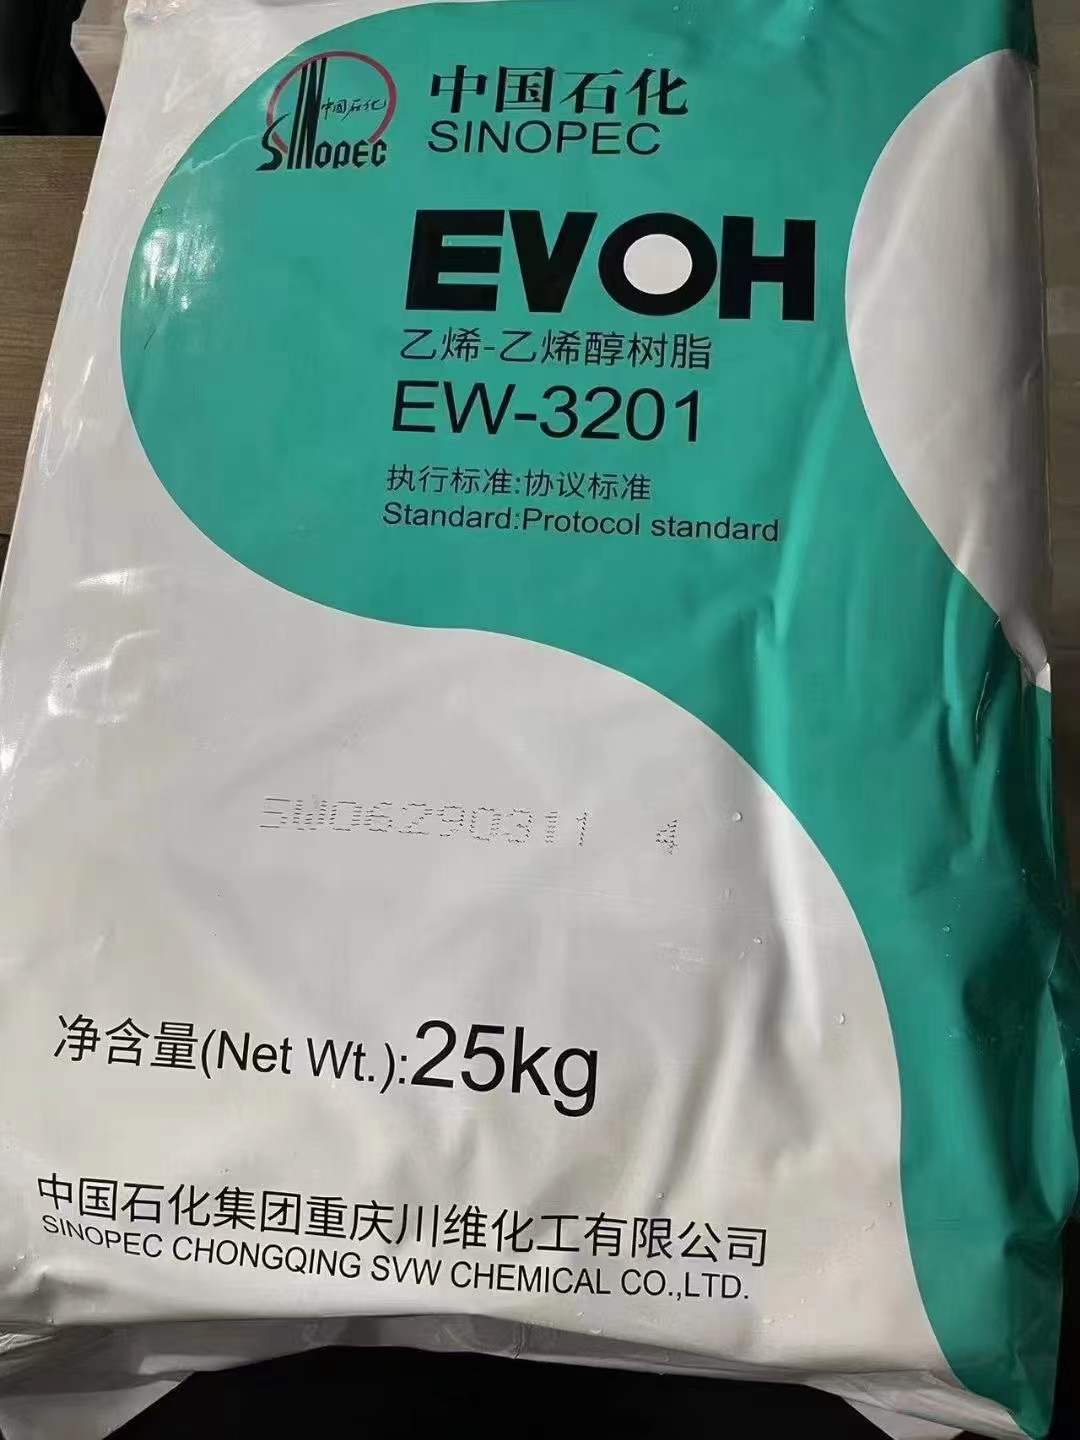 中国石化
SINOPEC
中国石化
SINOPEC
EVOH
乙烯-乙烯醇树脂
EW-3201
执行标准:协议标准
Standard:Protocol standard
净含量(Net Wt.):25kg
中国石化集团重庆川维化工有限公司
SINOPEC CHONGQING SVW CHEMICAL CO.,LTD.